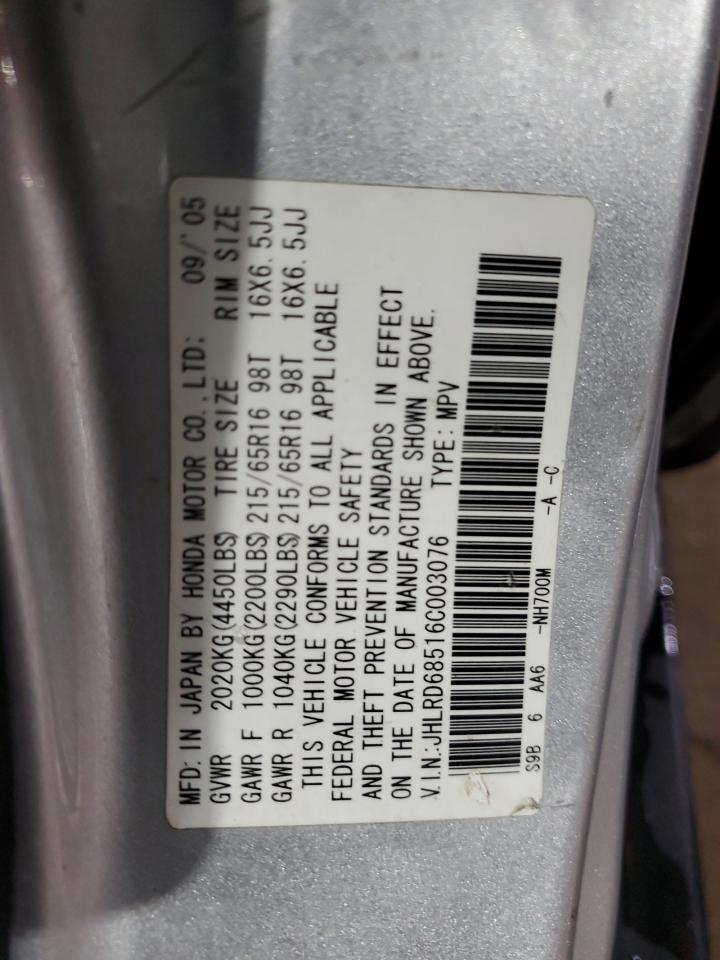 MFD: IN JAPAN BY HONDA MOTOR CO.,LTD: 09/'05
GVWR 2020KG(4450LBS) TIRE SIZE RIM SIZE
GAWR F 1000KG(2200LBS)215/65R16 98T 16X6.5JJ
GAWR R 1040KG(2290LBS)215/65R16 98T 16X6.5JJ
THIS VEHICLE CONFORMS TO ALL APPLICABLE
FEDERAL MOTOR VEHICLE SAFETY
AND THEFT PREVENTION STANDARDS IN EFFECT
ON THE DATE OF MANUFACTURE SHOWN ABOVE.
V.I.N.:JHLRD68516C003076 TYPE: MPV
S9B 6 AA6 -NH700M -A -C